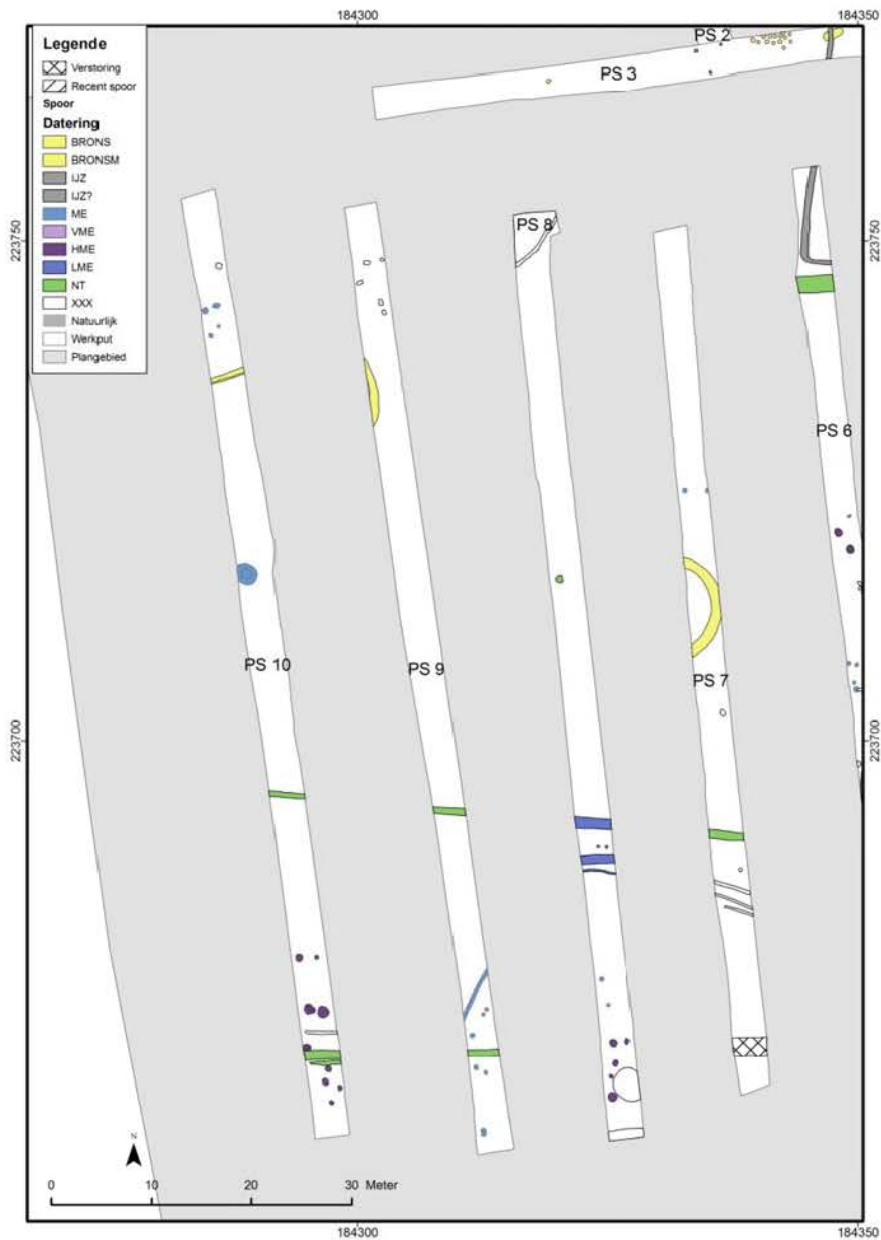 184300
184350
Legende
Verstoring
Recent spoor
Spoor
Datering
BRONS
BRONSM
IJZ
IJZ?
ME
VME
HME
LME
NT
XXX
Natuurlijk
Werkput
Plangebied
PS 2
PS 3
223750
223750
PS 8
PS 6
PS 10
PS 9
PS 7
223700
223700
N
0 10 20 30 Meter
184300
184350